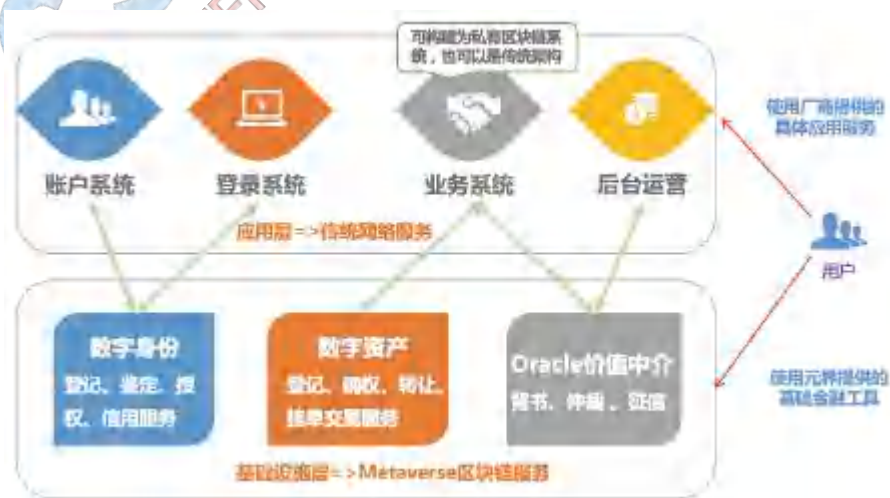 可构建为私有区块链系
统，也可以是传统架构
账户系统
登录系统
业务系统
后台运营
应用层=>传统网络服务
使用厂商提供的
具体应用服务
用户
数字身份
登记、鉴定、授
权、信用服务
数字资产
登记、确权、转让、
挂单交易服务
Oracle价值中介
背书、仲裁、征信
使用元界提供的
基础金融工具
基础设施层=>Metaverse区块链服务